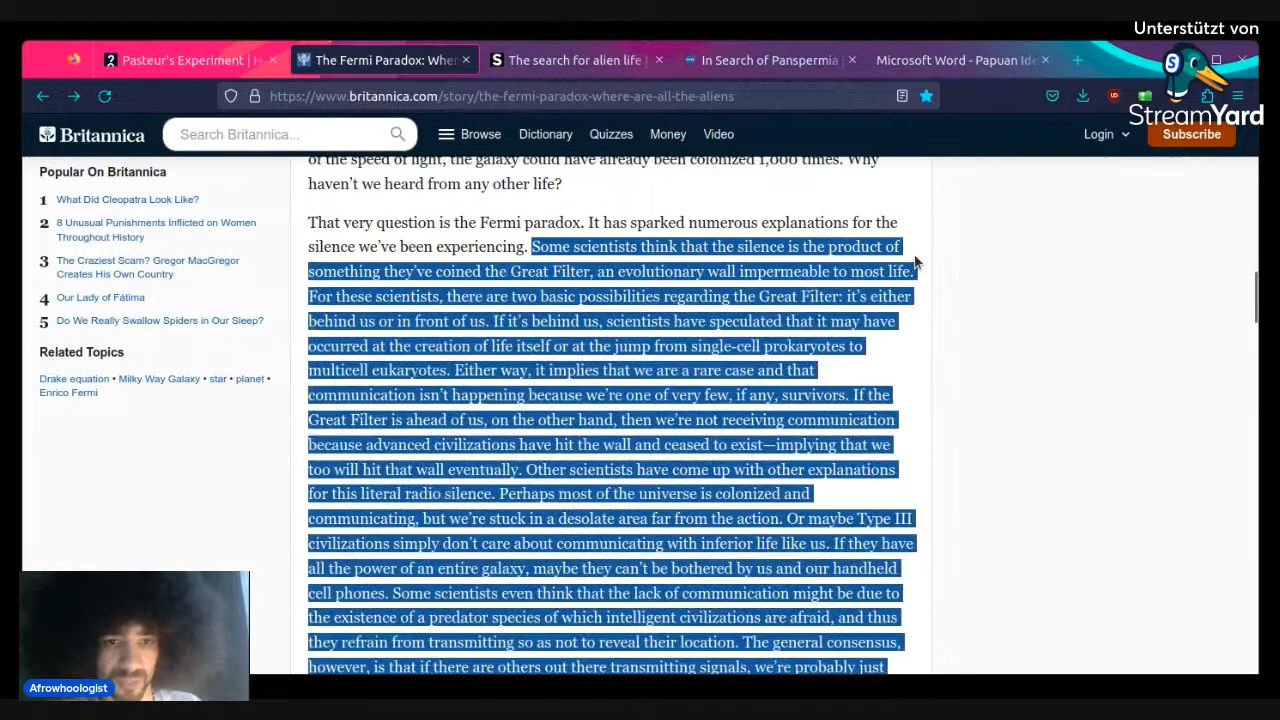 Unterstützt von
StreamYard
Pasteur's Experiment | H
The Fermi Paradox: Wher
The search for alien life |
In Search of Panspermia |
Microsoft Word - Papuan Ide
https://www.britannica.com/story/the-fermi-paradox-where-are-all-the-aliens
Britannica
Search Britannica...
Browse
Dictionary
Quizzes
Money
Video
Login
Subscribe
Popular On Britannica
1 What Did Cleopatra Look Like?
2 8 Unusual Punishments Inflicted on Women
Throughout History
3 The Craziest Scam? Gregor MacGregor
Creates His Own Country
4 Our Lady of Fátima
5 Do We Really Swallow Spiders in Our Sleep?
Related Topics
Drake equation • Milky Way Galaxy • star • planet •
Enrico Fermi
of the speed of light, the galaxy could have already been colonized 1,000 times. Why
haven't we heard from any other life?
That very question is the Fermi paradox. It has sparked numerous explanations for the
silence we've been experiencing. Some scientists think that the silence is the product of
something they've coined the Great Filter, an evolutionary wall impermeable to most life.
For these scientists, there are two basic possibilities regarding the Great Filter: it's either
behind us or in front of us. If it's behind us, scientists have speculated that it may have
occurred at the creation of life itself or at the jump from single-cell prokaryotes to
multicell eukaryotes. Either way, it implies that we are a rare case and that
communication isn't happening because we're one of very few, if any, survivors. If the
Great Filter is ahead of us, on the other hand, then we're not receiving communication
because advanced civilizations have hit the wall and ceased to exist—implying that we
too will hit that wall eventually. Other scientists have come up with other explanations
for this literal radio silence. Perhaps most of the universe is colonized and
communicating, but we're stuck in a desolate area far from the action. Or maybe Type III
civilizations simply don't care about communicating with inferior life like us. If they have
all the power of an entire galaxy, maybe they can't be bothered by us and our handheld
cell phones. Some scientists even think that the lack of communication might be due to
the existence of a predator species of which intelligent civilizations are afraid, and thus
they refrain from transmitting so as not to reveal their location. The general consensus,
however, is that if there are others out there transmitting signals, we're probably just
Afrowhoologist